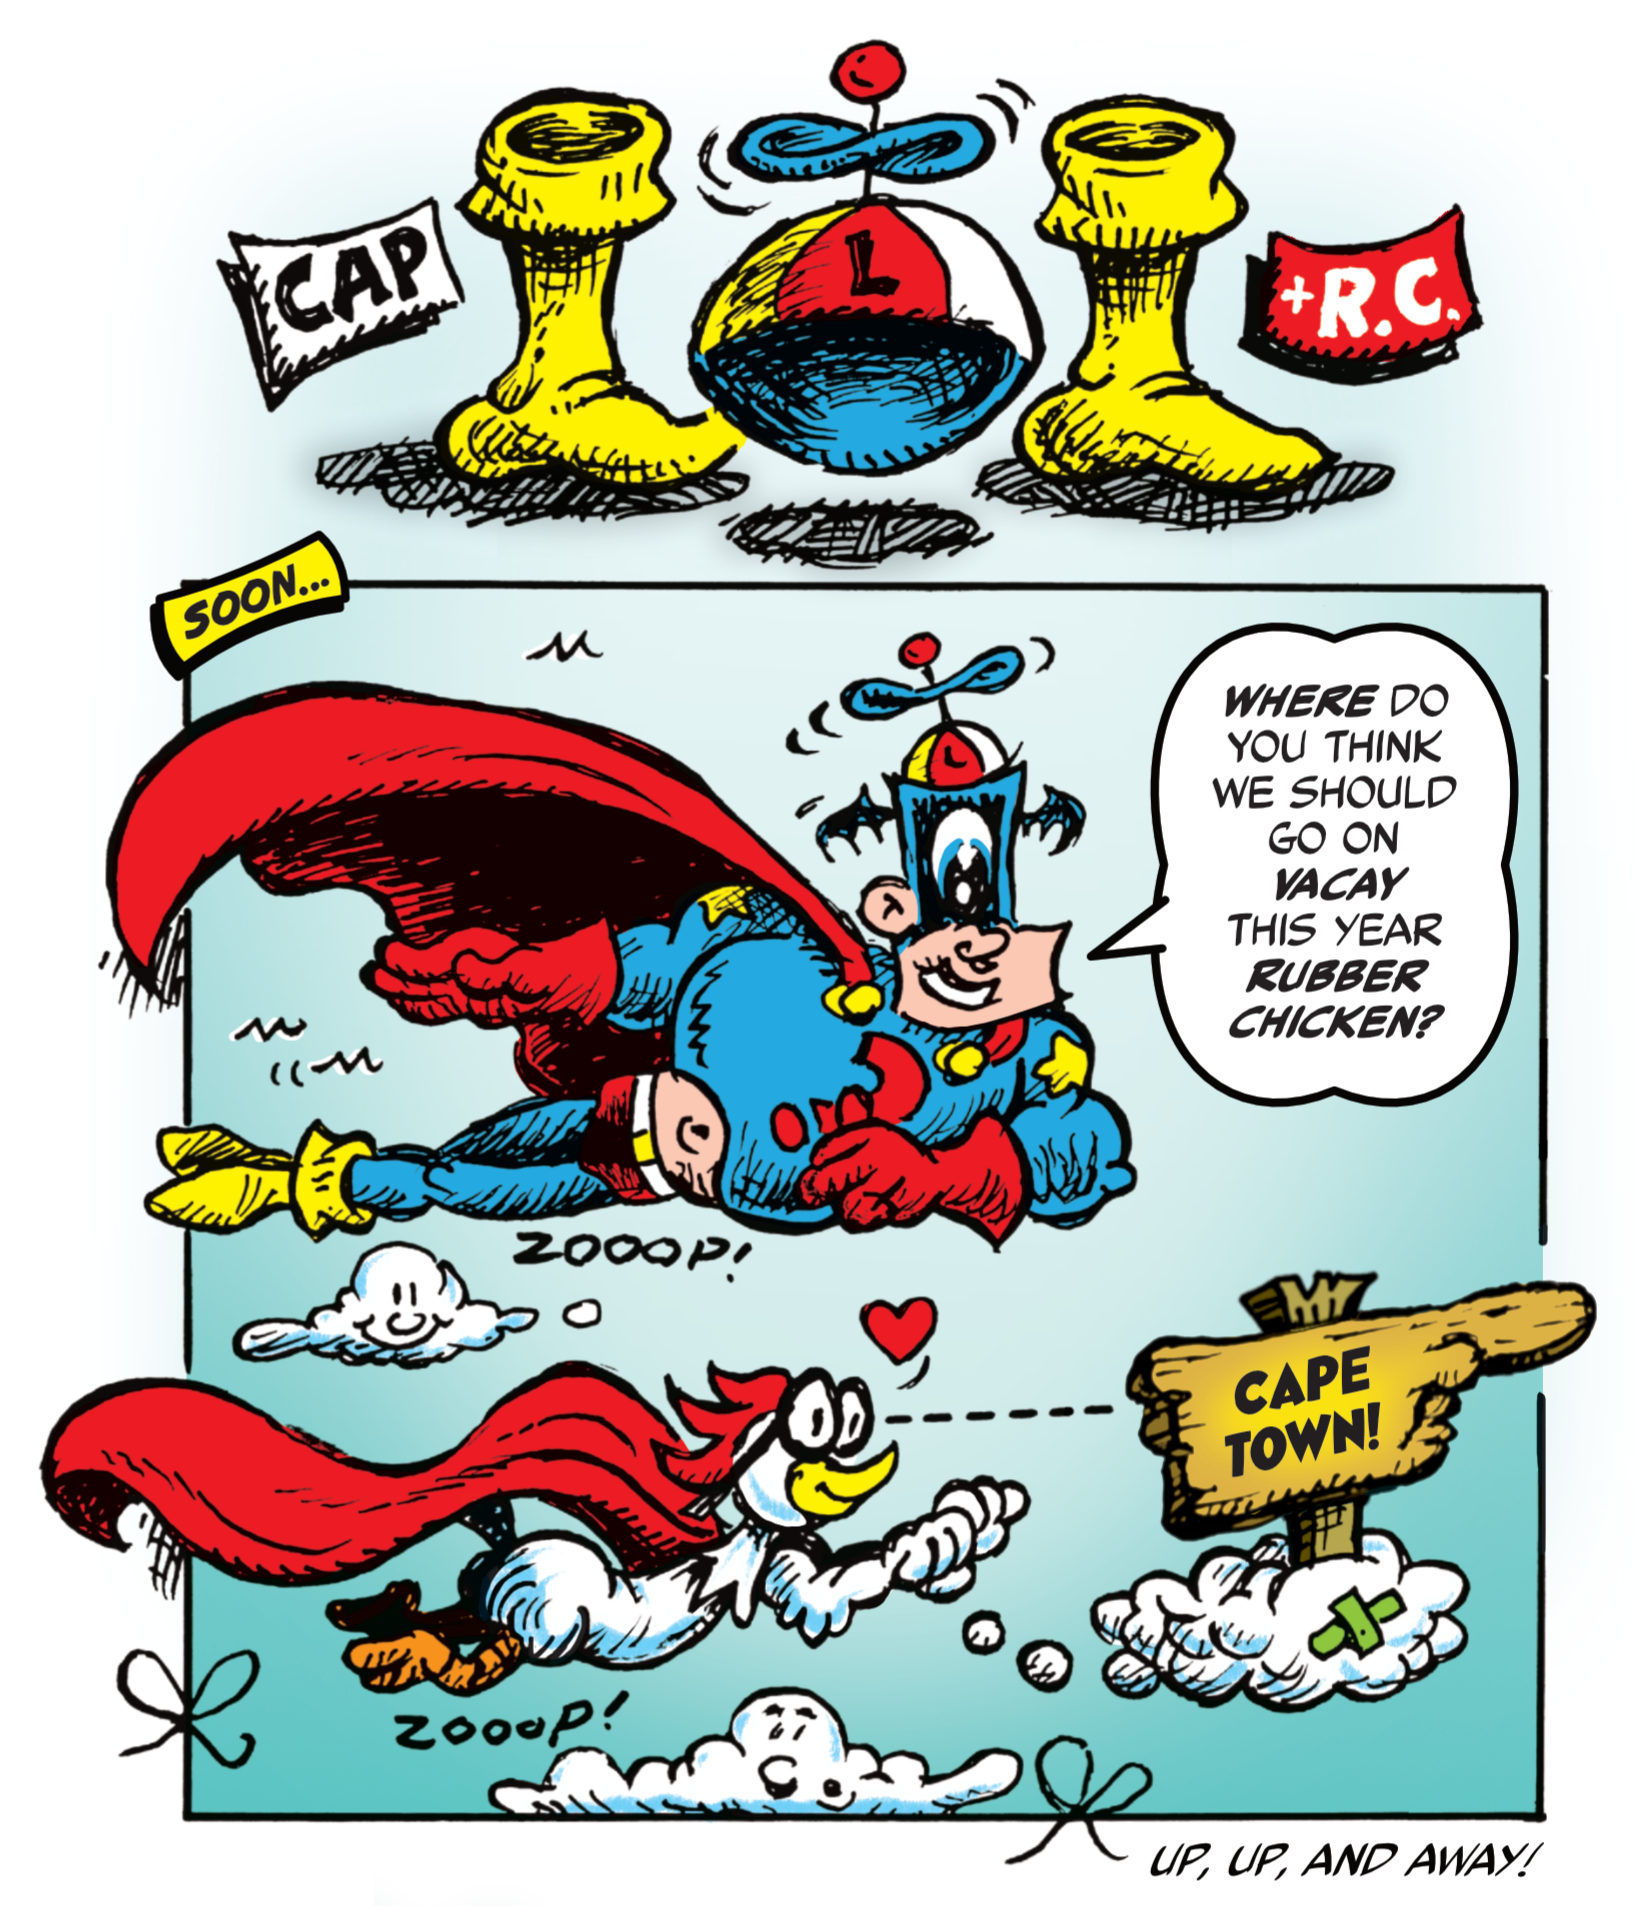 CAP
L
+R.C.
SOON...
WHERE DO
YOU THINK
WE SHOULD
GO ON
VACAY
THIS YEAR
RUBBER
CHICKEN?
L
ZOOOP!
CAPE
TOWN!
ZOOOP!
UP, UP, AND AWAY!